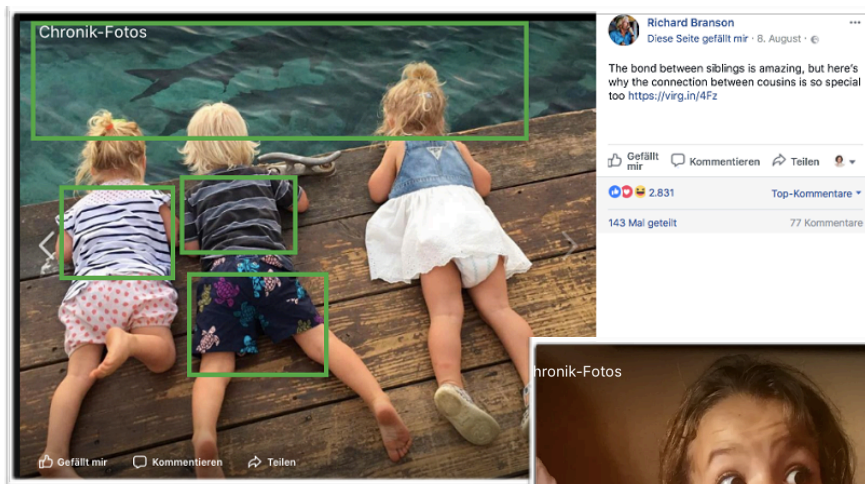 Chronik-Fotos
Gefällt mir
Kommentieren
Teilen
Richard Branson
Diese Seite gefällt mir · 8. August ·
The bond between siblings is amazing, but here's
why the connection between cousins is so special
too https://virg.in/4Fz
Gefällt mir
Kommentieren
Teilen
2.831
Top-Kommentare
143 Mal geteilt
77 Kommentare
hronik-Fotos